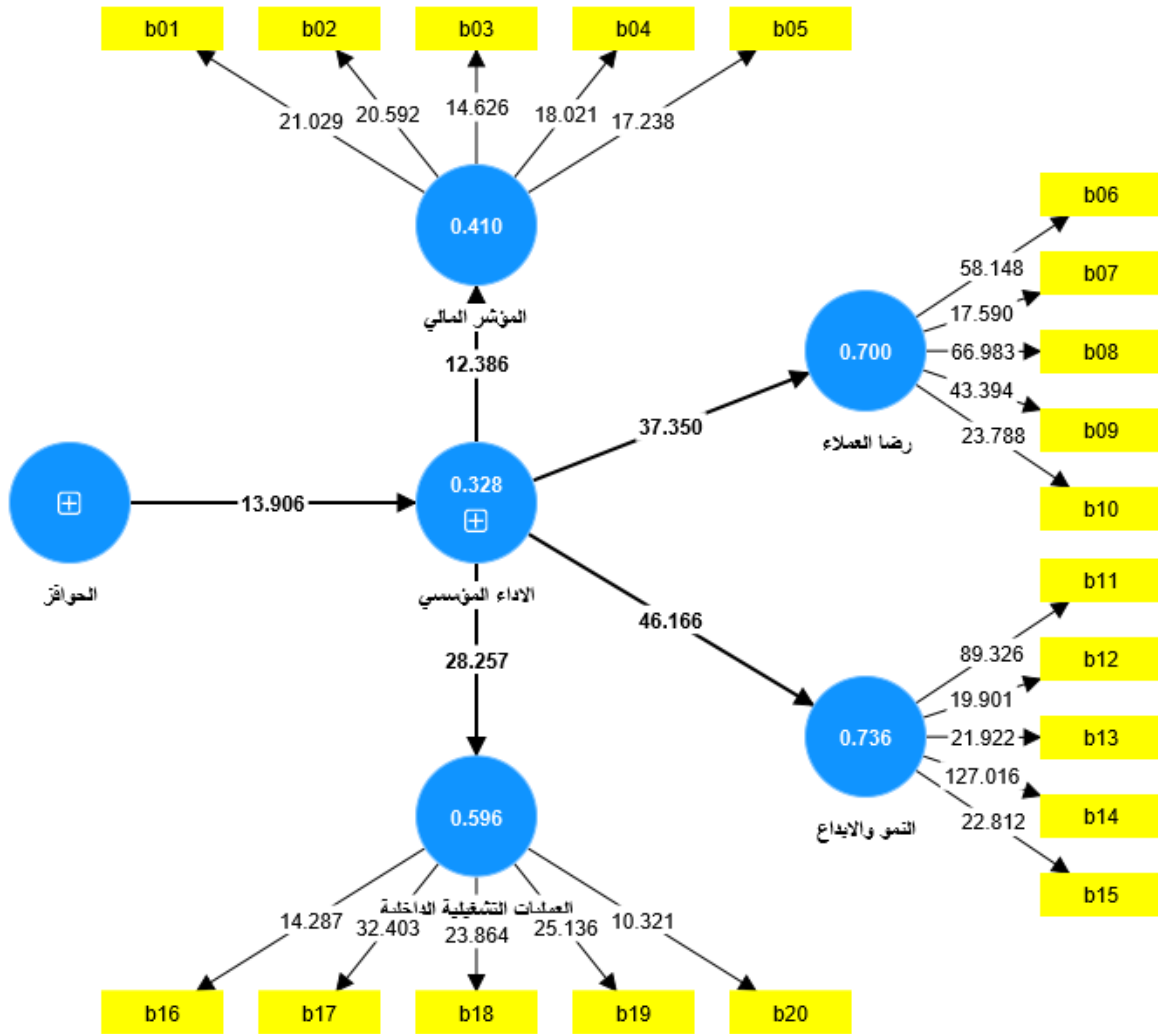 b01 b02 b03 b04 b05
21.029 20.592 14.626 18.021 17.238
0.410
المؤشر المالي
12.386
b06
58.148
b07
17.590
0.700
66.983
b08
43.394
b09
23.788
b10
رضا العملاء
37.350
13.906
0.328
الحوافز
الاداء المؤسسي
46.166
28.257
b11
89.326
b12
19.901
0.736
21.922
b13
127.016
b14
22.812
b15
النمو والابداع
0.596
العمليات التشغيلية الداخلية
14.287 32.403 23.864 25.136 10.321
b16 b17 b18 b19 b20